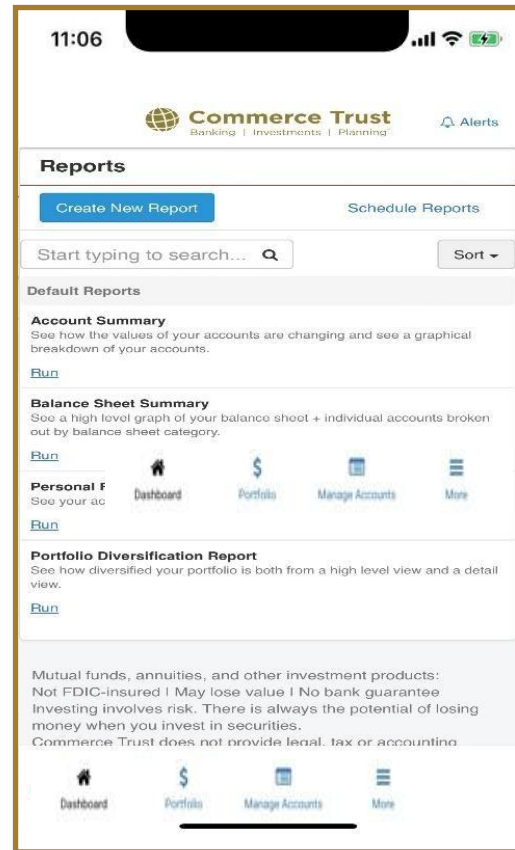 11:06
Commerce Trust
Banking | Investments | Planning
Alerts
Reports
Create New Report
Schedule Reports
Start typing to search...
Sort
Default Reports
Account Summary
See how the values of your accounts are changing and see a graphical
breakdown of your accounts.
Run
Balance Sheet Summary
See a high level graph of your balance sheet + individual accounts broken
out by balance sheet category.
Run
Dashboard
Portfolio
Manage Accounts
More
Personal
See your ac
Run
Portfolio Diversification Report
See how diversified your portfolio is both from a high level view and a detail
view.
Run
Mutual funds, annuities, and other investment products:
Not FDIC-insured | May lose value | No bank guarantee
Investing involves risk. There is always the potential of losing
money when you invest in securities.
Commerce Trust does not provide legal, tax or accounting
Dashboard
Portfolio
Manage Accounts
More